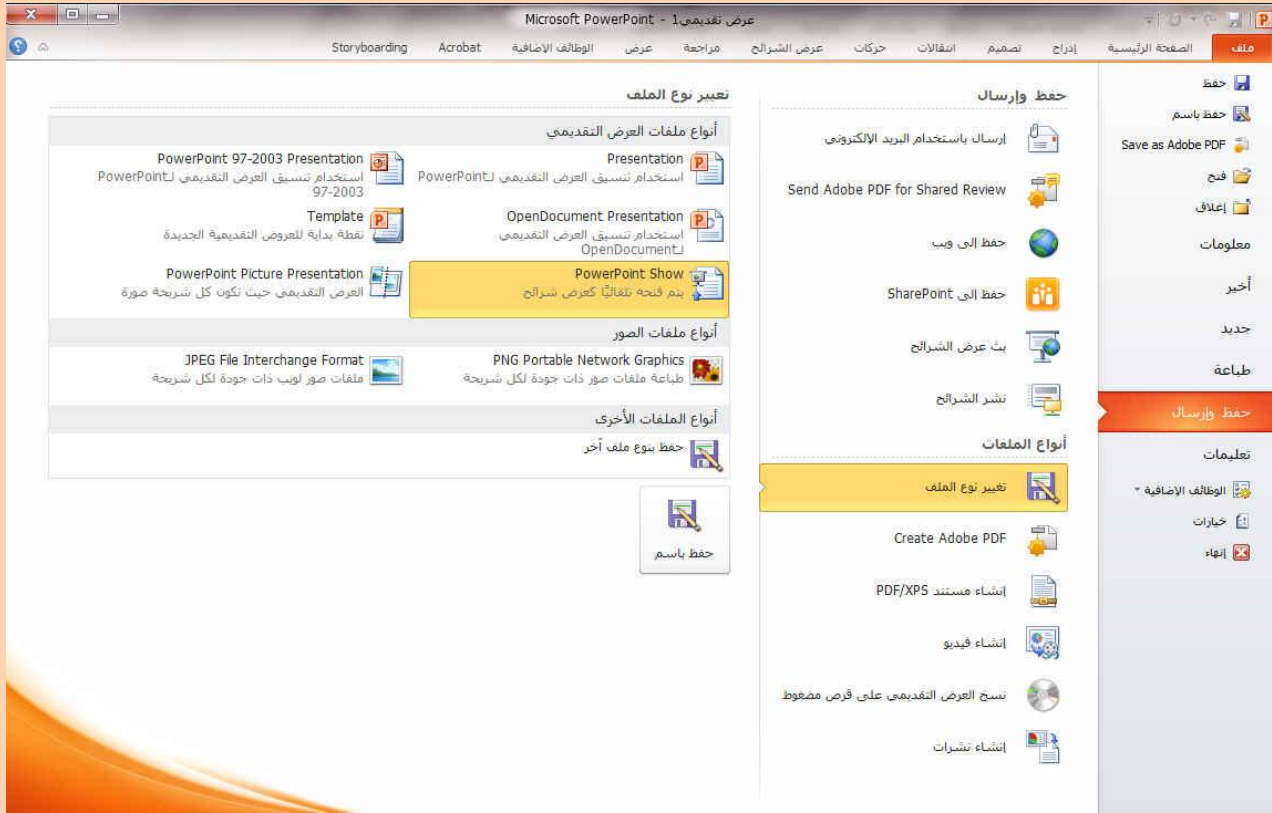 عرض تقديمي1 - Microsoft PowerPoint
ملف
الصفحة الرئيسية
إدراج
تصميم
انتقالات
حركات
عرض الشرائح
مراجعة
عرض
الوظائف الإضافية
Acrobat
Storyboarding
حفظ
حفظ باسم
Save as Adobe PDF
فتح
إغلاق
معلومات
أخير
جديد
طباعة
حفظ وإرسال
تعليمات
الوظائف الإضافية
خيارات
إنهاء
حفظ وإرسال
إرسال باستخدام البريد الإلكتروني
Send Adobe PDF for Shared Review
حفظ إلى ويب
حفظ إلى SharePoint
بث عرض الشرائح
نشر الشرائح
أنواع الملفات
تغيير نوع الملف
Create Adobe PDF
إنشاء مستند PDF/XPS
إنشاء فيديو
نسخ العرض التقديمي على قرص مضغوط
إنشاء نشرات
تغيير نوع الملف
أنواع ملفات العرض التقديمي
Presentation
استخدام تنسيق العرض التقديمي لـPowerPoint
PowerPoint 97-2003 Presentation
استخدام تنسيق العرض التقديمي لـPowerPoint
97-2003
OpenDocument Presentation
استخدام تنسيق العرض التقديمي
لـOpenDocument
Template
نقطة بداية للعروض التقديمية الجديدة
PowerPoint Show
يتم فتحه تلقائيًا كعرض شرائح
PowerPoint Picture Presentation
العرض التقديمي حيث تكون كل شريحة صورة
أنواع ملفات الصور
PNG Portable Network Graphics
طباعة ملفات صور ذات جودة لكل شريحة
JPEG File Interchange Format
ملفات صور لويب ذات جودة لكل شريحة
أنواع الملفات الأخرى
حفظ بنوع ملف آخر
حفظ باسم